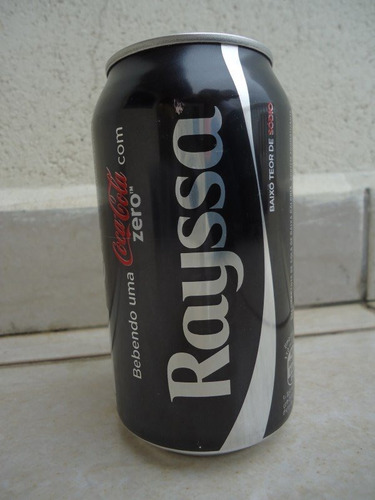 Bebendo uma Coca-Cola zero™ com
Rayssa
BAIXO TEOR DE SÓDIO